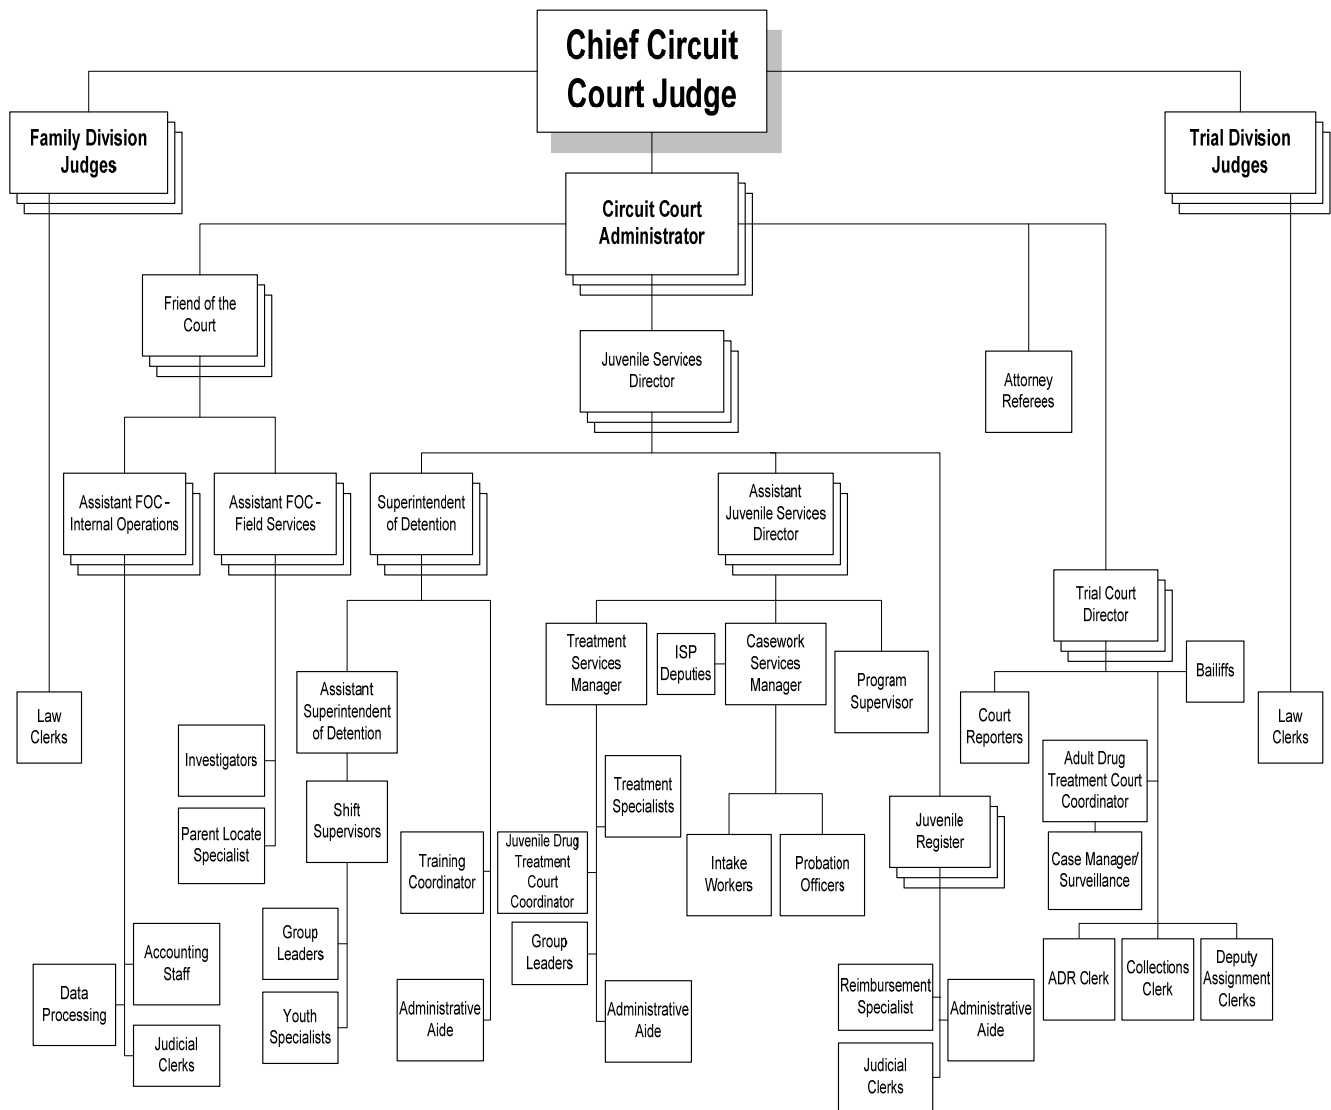 Chief Circuit
Court Judge
Family Division
Judges
Trial Division
Judges
Circuit Court
Administrator
Friend of the
Court
Juvenile Services
Director
Attorney
Referees
Assistant FOC –
Internal Operations
Assistant FOC –
Field Services
Superintendent
of Detention
Assistant
Juvenile Services
Director
Trial Court
Director
Treatment
Services
Manager
ISP
Deputies
Casework
Services
Manager
Program
Supervisor
Bailiffs
Law
Clerks
Assistant
Superintendent
of Detention
Court
Reporters
Law
Clerks
Investigators
Treatment
Specialists
Adult Drug
Treatment Court
Coordinator
Parent Locate
Specialist
Shift
Supervisors
Training
Coordinator
Juvenile Drug
Treatment
Court
Coordinator
Intake
Workers
Probation
Officers
Juvenile
Register
Case Manager/
Surveillance
Accounting
Staff
Group
Leaders
Group
Leaders
ADR Clerk
Collections
Clerk
Deputy
Assignment
Clerks
Data
Processing
Youth
Specialists
Administrative
Aide
Administrative
Aide
Reimbursement
Specialist
Administrative
Aide
Judicial
Clerks
Judicial
Clerks